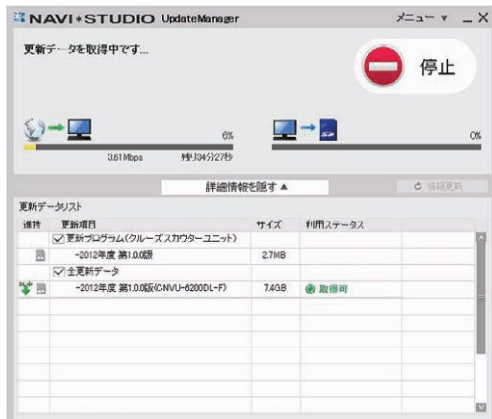 NAVI*STUDIO UpdateManager メニュー ▼ _ X
更新データを取得中です...
停止
6% 0%
3.61Mbps 残り34分27秒
詳細情報を隠す ▲ 情報更新
更新データリスト
進捗 更新項目 サイズ 利用ステータス
更新プログラム(クルーズスカウターユニット)
-2012年度 第1.0.0版 2.7MB
全更新データ
-2012年度 第1.0.0版(CNVU-6200DL-F) 7.4GB 取得可